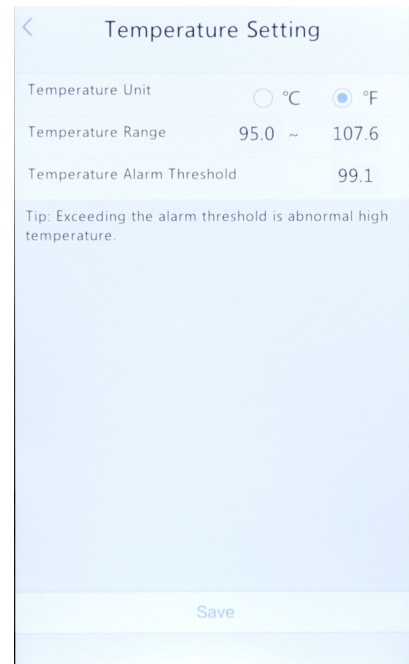 Temperature Setting
Temperature Unit °C °F
Temperature Range 95.0 ~ 107.6
Temperature Alarm Threshold 99.1
Tip: Exceeding the alarm threshold is abnormal high
temperature.
Save